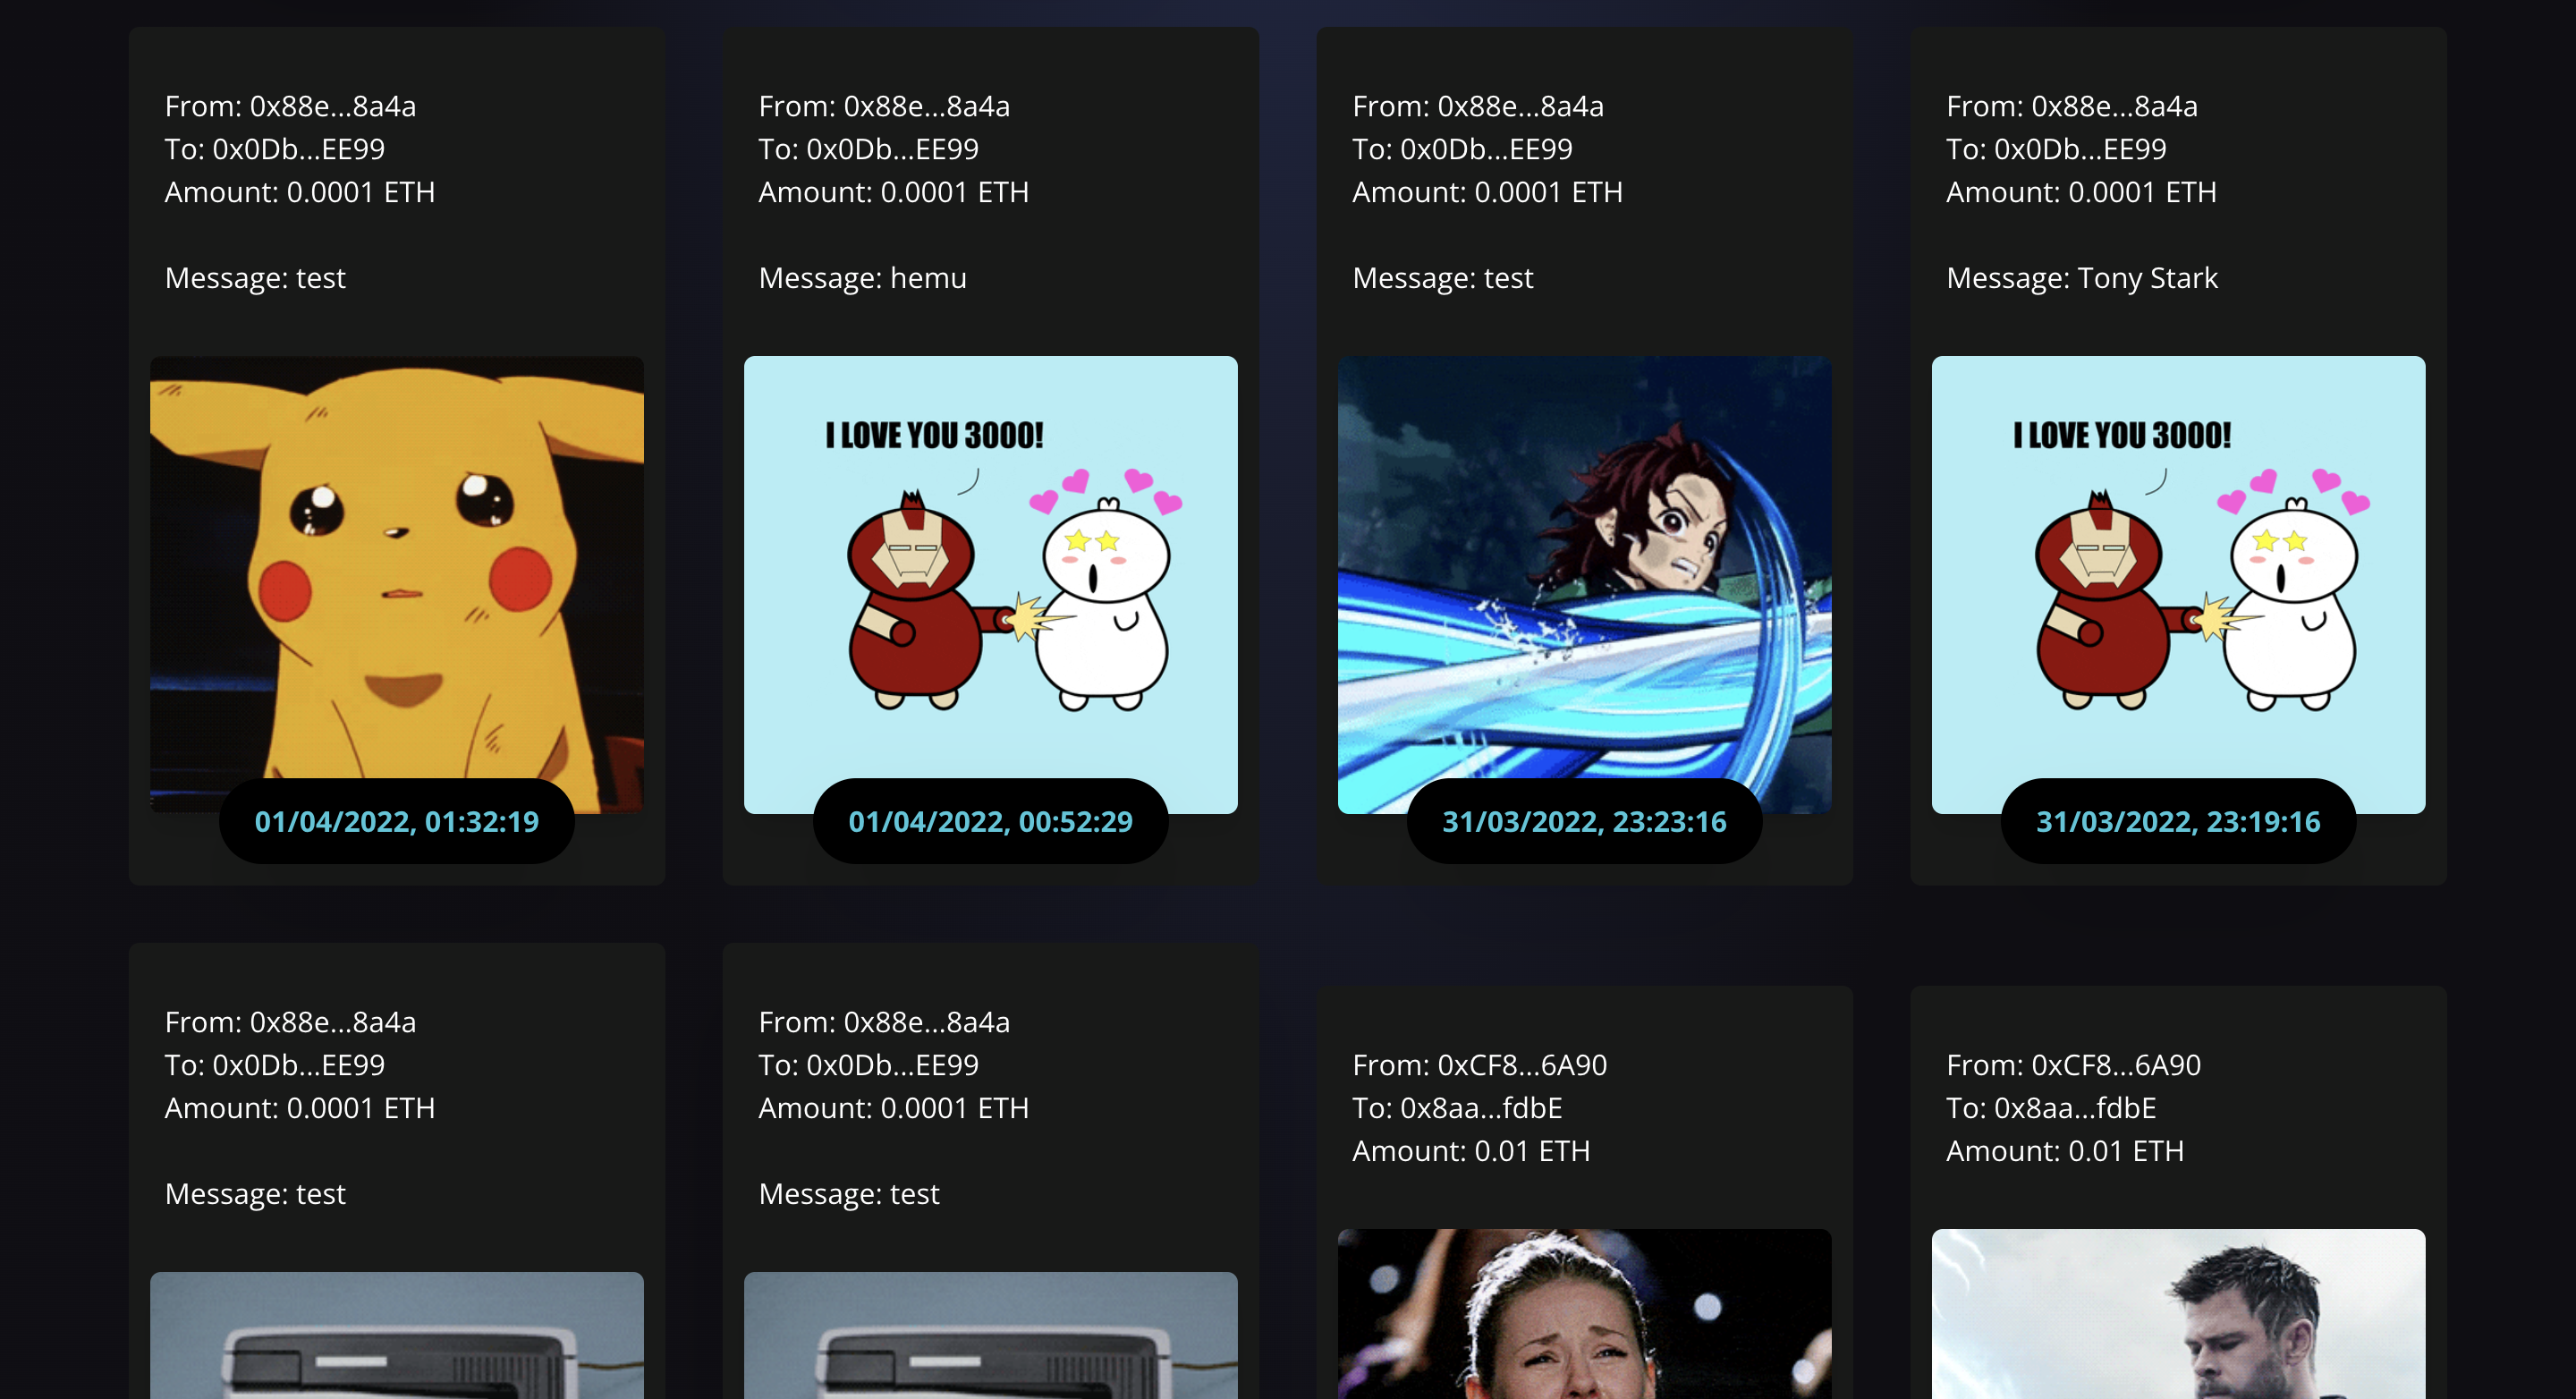 From: 0x88e...8a4a
To: 0x0Db...EE99
Amount: 0.0001 ETH
Message: test
01/04/2022, 01:32:19
From: 0x88e...8a4a
To: 0x0Db...EE99
Amount: 0.0001 ETH
Message: hemu
I LOVE YOU 3000!
01/04/2022, 00:52:29
From: 0x88e...8a4a
To: 0x0Db...EE99
Amount: 0.0001 ETH
Message: test
31/03/2022, 23:23:16
From: 0x88e...8a4a
To: 0x0Db...EE99
Amount: 0.0001 ETH
Message: Tony Stark
I LOVE YOU 3000!
31/03/2022, 23:19:16
From: 0x88e...8a4a
To: 0x0Db...EE99
Amount: 0.0001 ETH
Message: test
From: 0x88e...8a4a
To: 0x0Db...EE99
Amount: 0.0001 ETH
Message: test
From: 0xCF8...6A90
To: 0x8aa...fdbE
Amount: 0.01 ETH
From: 0xCF8...6A90
To: 0x8aa...fdbE
Amount: 0.01 ETH